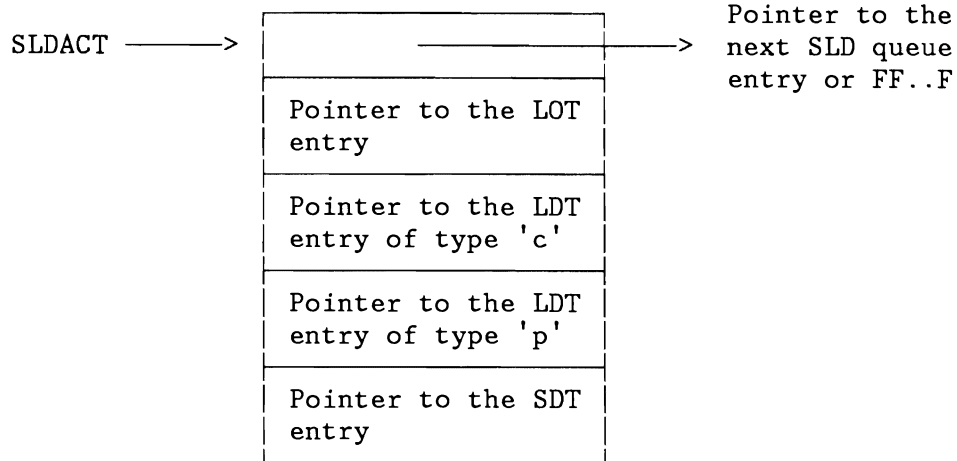 SLDACT
Pointer to the
next SLD queue
entry or FF..F
Pointer to the LOT
entry
Pointer to the LDT
entry of type 'c'
Pointer to the LDT
entry of type 'p'
Pointer to the SDT
entry